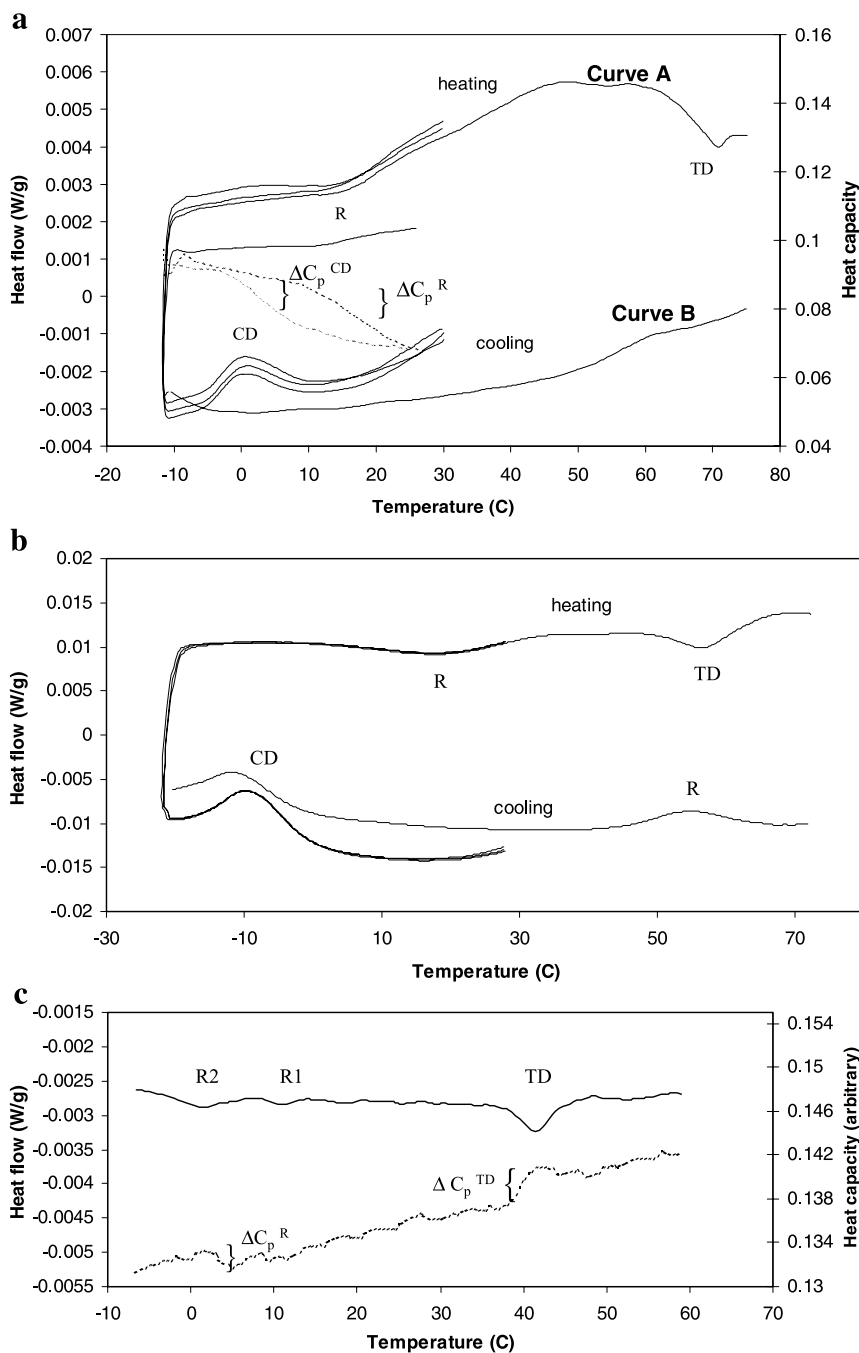 a
0.007
0.006
0.005
0.004
0.003
0.002
0.001
0
-0.001
-0.002
-0.003
-0.004
Heat flow (W/g)
0.16
0.14
0.12
0.1
0.08
0.06
0.04
Heat capacity
heating
Curve A
TD
R
ΔCp CD
ΔCp R
CD
cooling
Curve B
-20 -10 0 10 20 30 40 50 60 70 80
Temperature (C)
b
0.02
0.015
0.01
0.005
0
-0.005
-0.01
-0.015
-0.02
Heat flow (W/g)
heating
R
TD
CD
cooling
R
-30 -10 10 30 50 70
Temperature (C)
c
-0.0015
-0.002
-0.0025
-0.003
-0.0035
-0.004
-0.0045
-0.005
-0.0055
Heat flow (W/g)
0.154
0.15
0.146
0.142
0.138
0.134
0.13
Heat capacity (arbitrary)
R2 R1 TD
Δ Cp TD
ΔCp R
-10 0 10 20 30 40 50 60 70
Temperature (C)